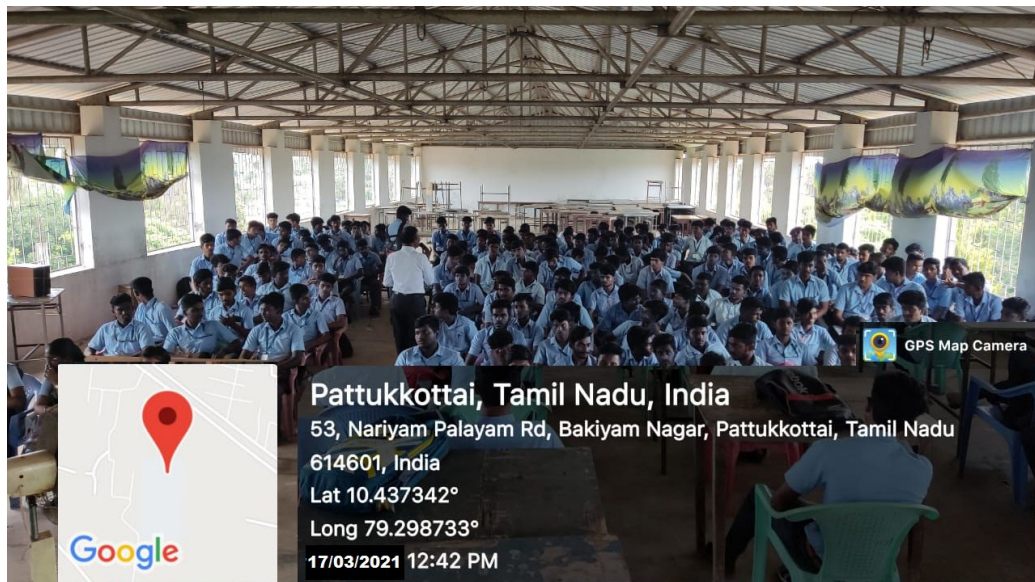 GPS Map Camera
Pattukkottai, Tamil Nadu, India
53, Nariyam Palayam Rd, Bakiyam Nagar, Pattukkottai, Tamil Nadu
614601, India
Lat 10.437342°
Long 79.298733°
17/03/2021 12:42 PM
Google